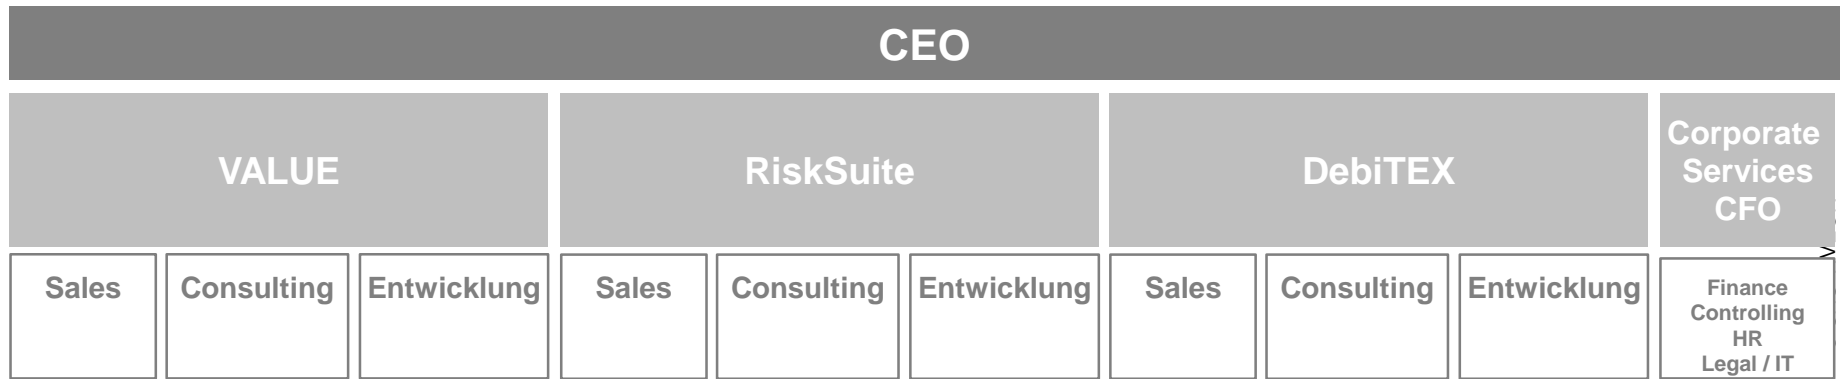 CEO
VALUE
RiskSuite
DebiTEX
Corporate
Services
CFO
Sales
Consulting
Entwicklung
Sales
Consulting
Entwicklung
Sales
Consulting
Entwicklung
Finance
Controlling
HR
Legal / IT